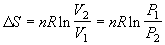 ΔS = nR ln V₂/V₁ = nR ln P₁/P₂